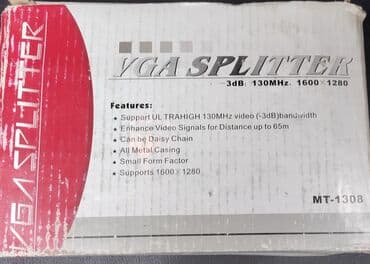 VGA SPLITTER
VGA SPLITTER
-3dB: 130MHz. 1600×1280
Features:
• Support UL TRAHIGH 130MHz video (-3dB)bandwidth
• Enhance Video Signals for Distance up to 65m
• Can be Daisy Chain
• All Metal Casing
• Small Form Factor
• Supports 1600×1280
MT-1308